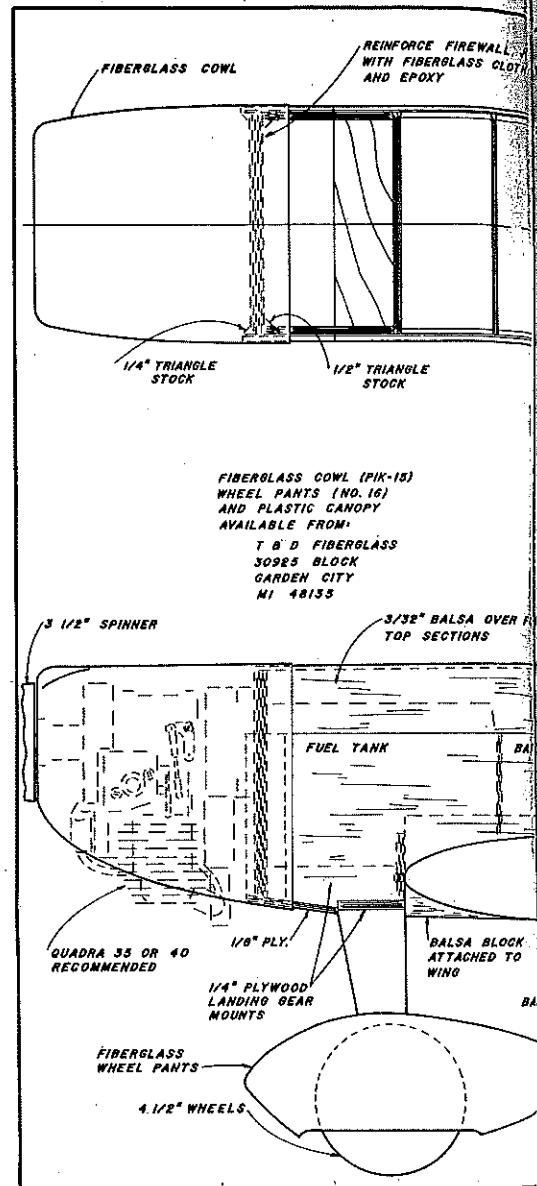 FIBERGLASS COWL
REINFORCE FIREWALL
WITH FIBERGLASS CLOTH
AND EPOXY
1/4" TRIANGLE
STOCK
1/2" TRIANGLE
STOCK
FIBERGLASS COWL (PIK-15)
WHEEL PANTS (NO. 16)
AND PLASTIC CANOPY
AVAILABLE FROM:
T B D FIBERGLASS
30925 BLOCK
GARDEN CITY
MI 48135
3 1/2" SPINNER
3/32" BALSA OVER
TOP SECTIONS
FUEL TANK
BA
QUADRA 35 OR 40
RECOMMENDED
1/8" PLY.
1/4" PLYWOOD
LANDING GEAR
MOUNTS
BALSA BLOCK
ATTACHED TO
WING
BA
FIBERGLASS
WHEEL PANTS
4 1/2" WHEELS